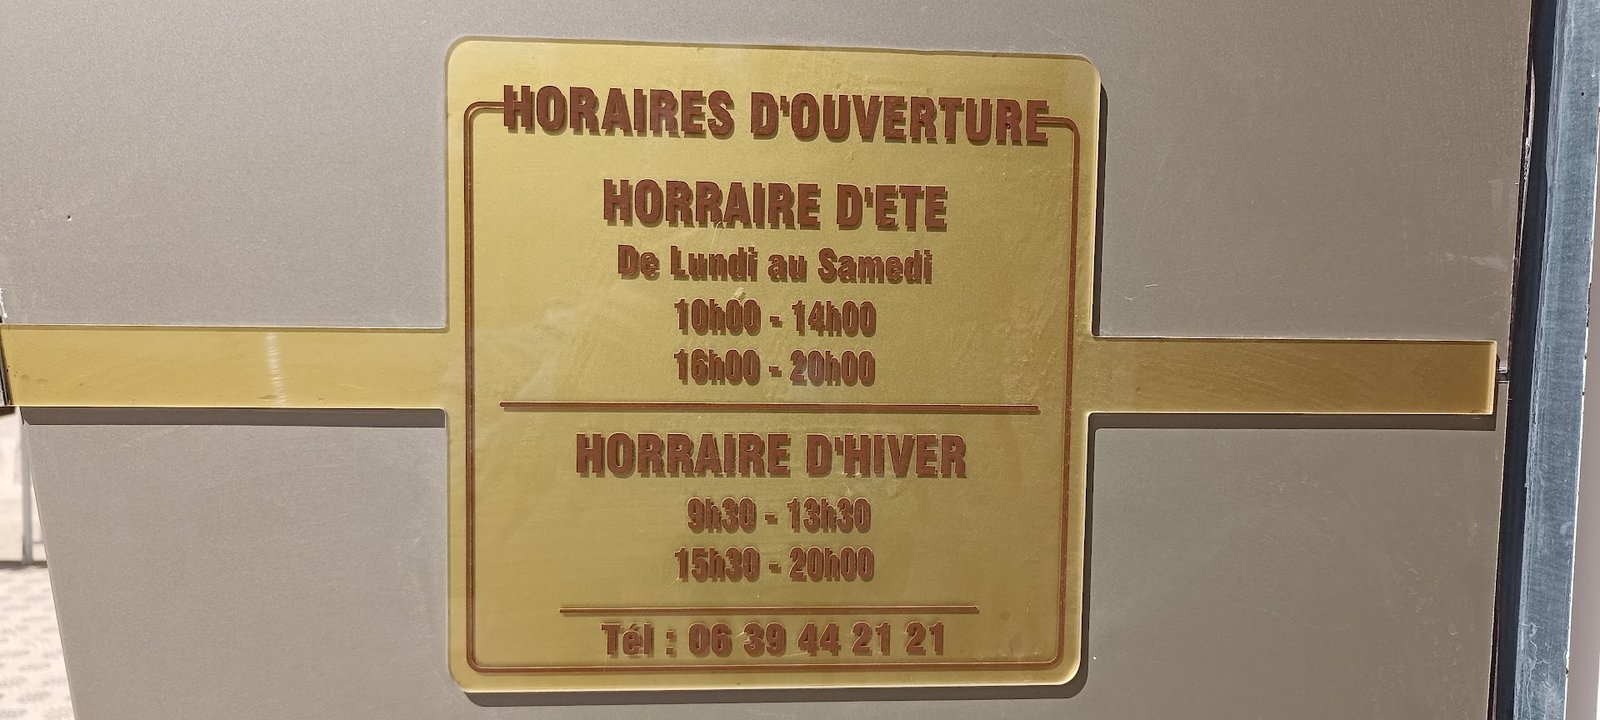 HORAIRES D'OUVERTURE
HORRAIRE D'ETE
De Lundi au Samedi
10h00 - 14h00
16h00 - 20h00
HORRAIRE D'HIVER
9h30 - 13h30
15h30 - 20h00
Tél : 06 39 44 21 21